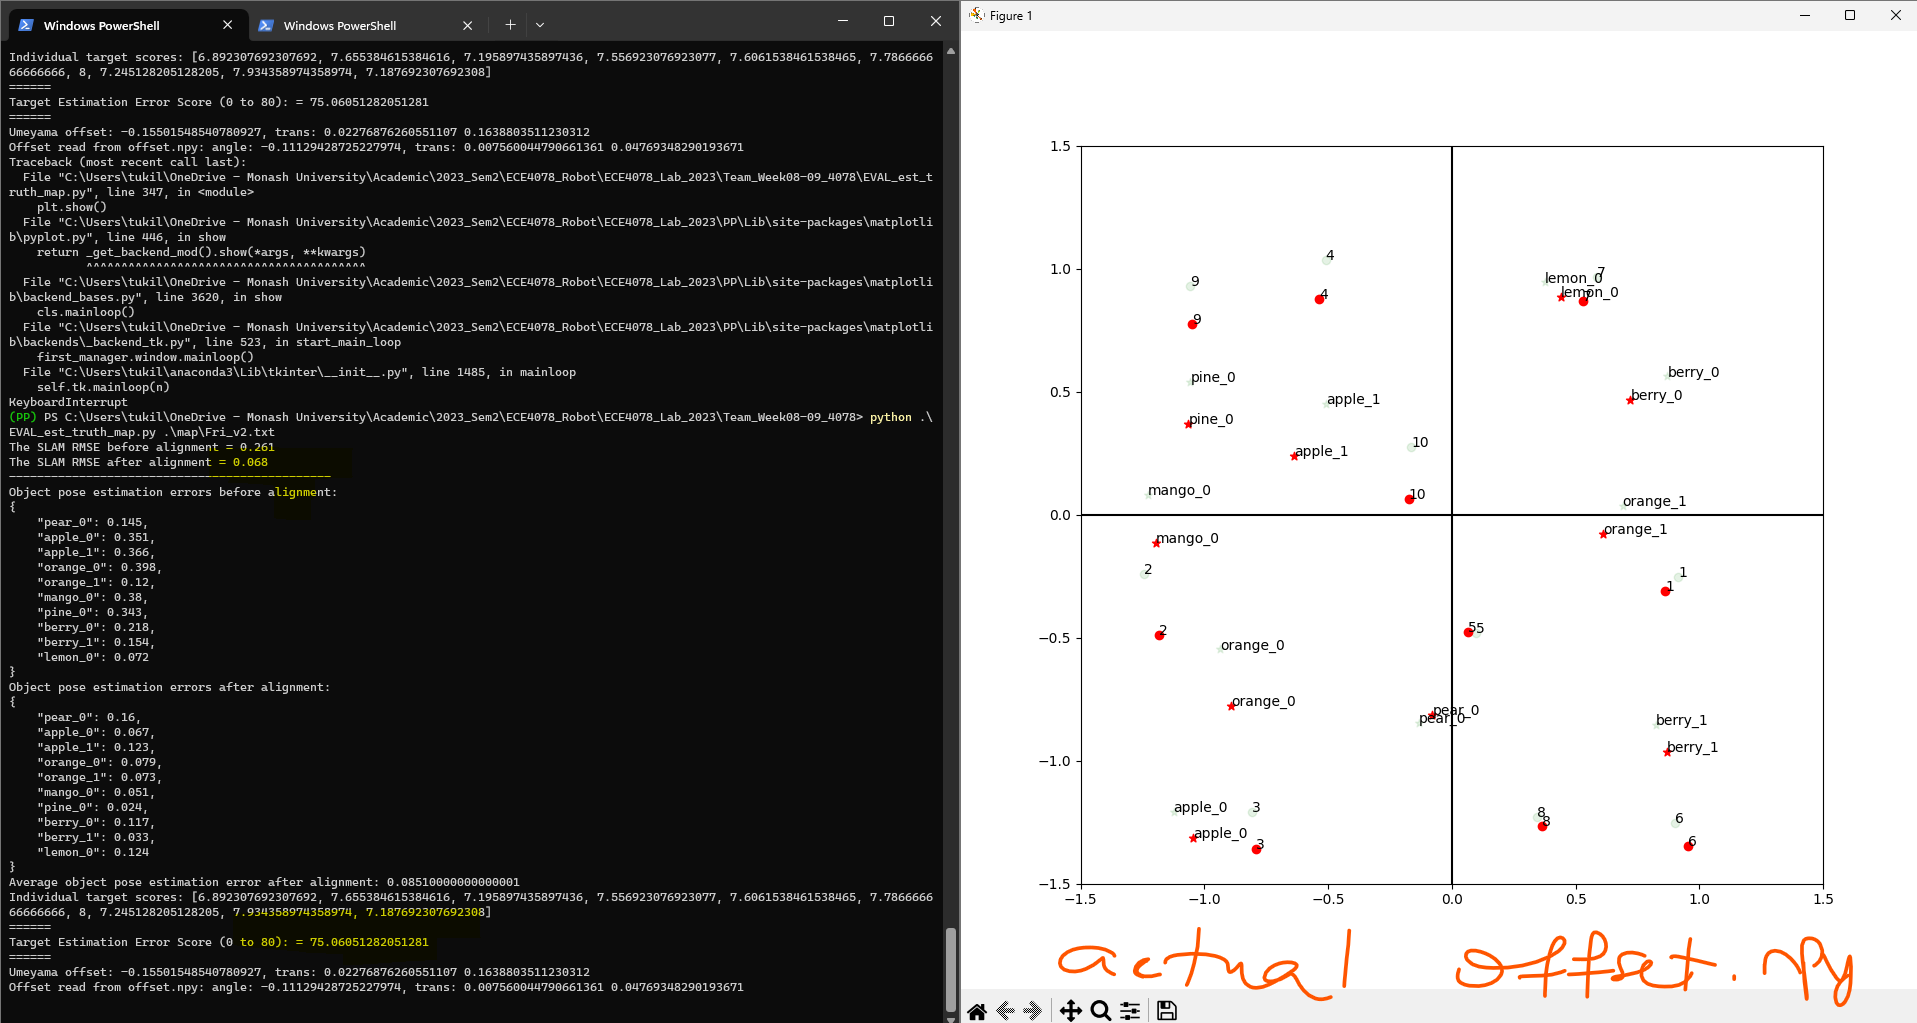 Windows PowerShell
Windows PowerShell
Individual target scores: [6.892307692307692, 7.655384615384616, 7.195897435897436, 7.556923076923077, 7.6061538461538465, 7.7866666
66666666, 8, 7.245128205128205, 7.934358974358974, 7.187692307692308]
======
Target Estimation Error Score (0 to 80): = 75.06051282051281
======
Umeyama offset: -0.15501548540780927, trans: 0.02276876260551107 0.1638803511230312
Offset read from offset.npy: angle: -0.11129428725227974, trans: 0.007560044790661361 0.04769348290193671
Traceback (most recent call last):
File "C:\Users\tukil\OneDrive - Monash University\Academic\2023_Sem2\ECE4078_Robot\ECE4078_Lab_2023\Team_Week08-09_4078\EVAL_est_t
ruth_map.py", line 347, in <module>
plt.show()
File "C:\Users\tukil\OneDrive - Monash University\Academic\2023_Sem2\ECE4078_Robot\ECE4078_Lab_2023\PP\Lib\site-packages\matplotli
b\pyplot.py", line 446, in show
return _get_backend_mod().show(*args, **kwargs)
^^^^^^^^^^^^^^^^^^^^^^^^^^^^^^^^^^^^^^^^
File "C:\Users\tukil\OneDrive - Monash University\Academic\2023_Sem2\ECE4078_Robot\ECE4078_Lab_2023\PP\Lib\site-packages\matplotli
b\backend_bases.py", line 3620, in show
cls.mainloop()
File "C:\Users\tukil\OneDrive - Monash University\Academic\2023_Sem2\ECE4078_Robot\ECE4078_Lab_2023\PP\Lib\site-packages\matplotli
b\backends\_backend_tk.py", line 523, in start_main_loop
first_manager.window.mainloop()
File "C:\Users\tukil\anaconda3\Lib\tkinter\__init__.py", line 1485, in mainloop
self.tk.mainloop(n)
KeyboardInterrupt
(PP) PS C:\Users\tukil\OneDrive - Monash University\Academic\2023_Sem2\ECE4078_Robot\ECE4078_Lab_2023\Team_Week08-09_4078> python .\
EVAL_est_truth_map.py .\map\Fri_v2.txt
The SLAM RMSE before alignment = 0.261
The SLAM RMSE after alignment = 0.068
----------------------------------------------
Object pose estimation errors before alignment:
{
"pear_0": 0.145,
"apple_0": 0.351,
"apple_1": 0.366,
"orange_0": 0.398,
"orange_1": 0.12,
"mango_0": 0.38,
"pine_0": 0.343,
"berry_0": 0.218,
"berry_1": 0.154,
"lemon_0": 0.072
}
Object pose estimation errors after alignment:
{
"pear_0": 0.16,
"apple_0": 0.067,
"apple_1": 0.123,
"orange_0": 0.079,
"orange_1": 0.073,
"mango_0": 0.051,
"pine_0": 0.024,
"berry_0": 0.117,
"berry_1": 0.033,
"lemon_0": 0.124
}
Average object pose estimation error after alignment: 0.08510000000000001
Individual target scores: [6.892307692307692, 7.655384615384616, 7.195897435897436, 7.556923076923077, 7.6061538461538465, 7.7866666
66666666, 8, 7.245128205128205, 7.934358974358974, 7.187692307692308]
======
Target Estimation Error Score (0 to 80): = 75.06051282051281
======
Umeyama offset: -0.15501548540780927, trans: 0.02276876260551107 0.1638803511230312
Offset read from offset.npy: angle: -0.11129428725227974, trans: 0.007560044790661361 0.04769348290193671
Figure 1
1.5
4
1.0
9
7
lemon_0
lemon_0
7
4
9
berry_0
pine_0
0.5
apple_1
berry_0
pine_0
10
apple_1
mango_0
10
orange_1
0.0
orange_1
mango_0
2
1
1
5
5
2
-0.5
orange_0
orange_0
pear_0
pear_0
berry_1
berry_1
-1.0
apple_0
3
8
8
6
apple_0
3
6
-1.5
-1.5 -1.0 -0.5 0.0 0.5 1.0 1.5
actual offset.npy